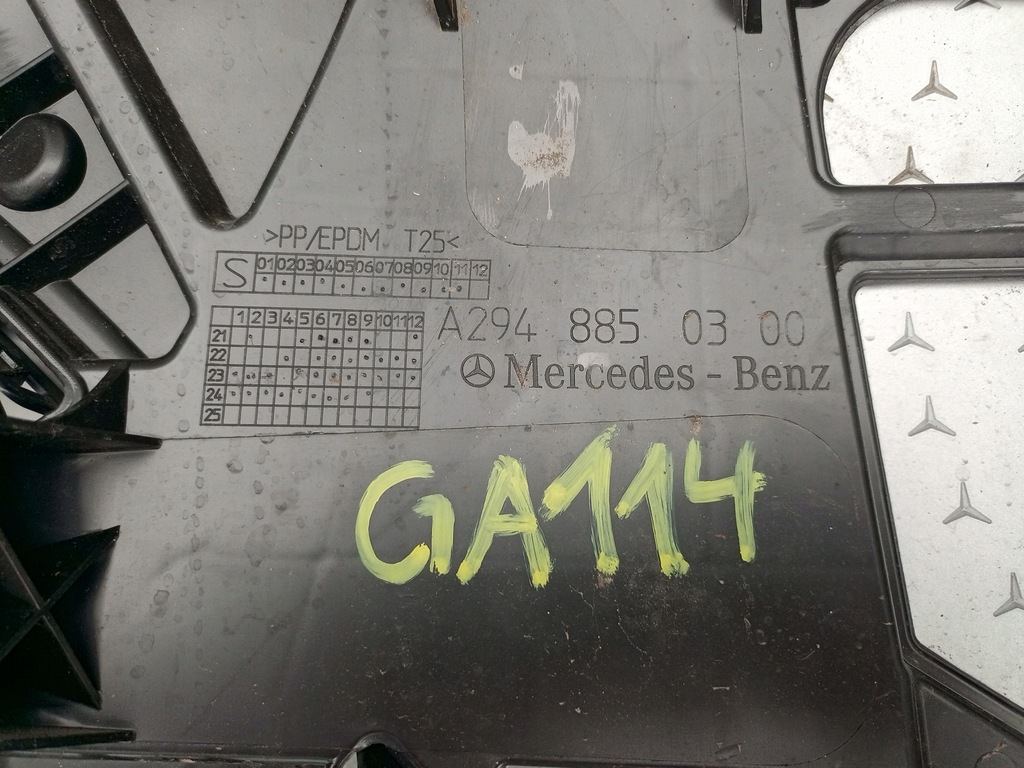 >PP/EPDM T25<
S 01 02 03 04 05 06 07 08 09 10 11 12
1 2 3 4 5 6 7 8 9 10 11 12
21
22
23
24
25
A294 885 03 00
Mercedes-Benz
GA114